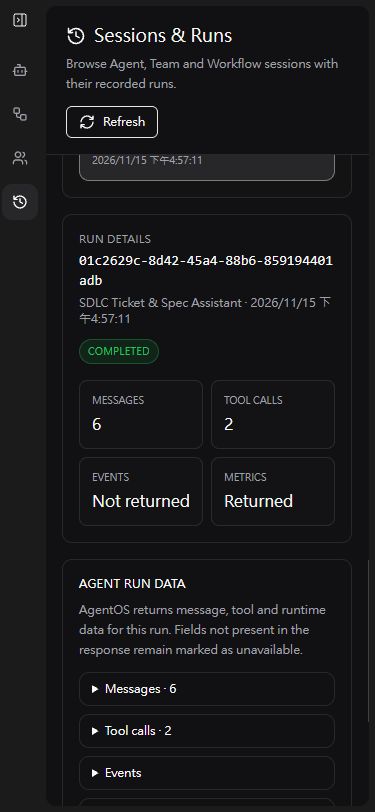 Sessions & Runs
Browse Agent, Team and Workflow sessions with
their recorded runs.
Refresh
2026/11/15 下午4:57:11
RUN DETAILS
01c2629c-8d42-45a4-88b6-859194401
adb
SDLC Ticket & Spec Assistant · 2026/11/15 下
午4:57:11
COMPLETED
MESSAGES
6
TOOL CALLS
2
EVENTS
Not returned
METRICS
Returned
AGENT RUN DATA
AgentOS returns message, tool and runtime
data for this run. Fields not present in the
response remain marked as unavailable.
Messages · 6
Tool calls · 2
Events